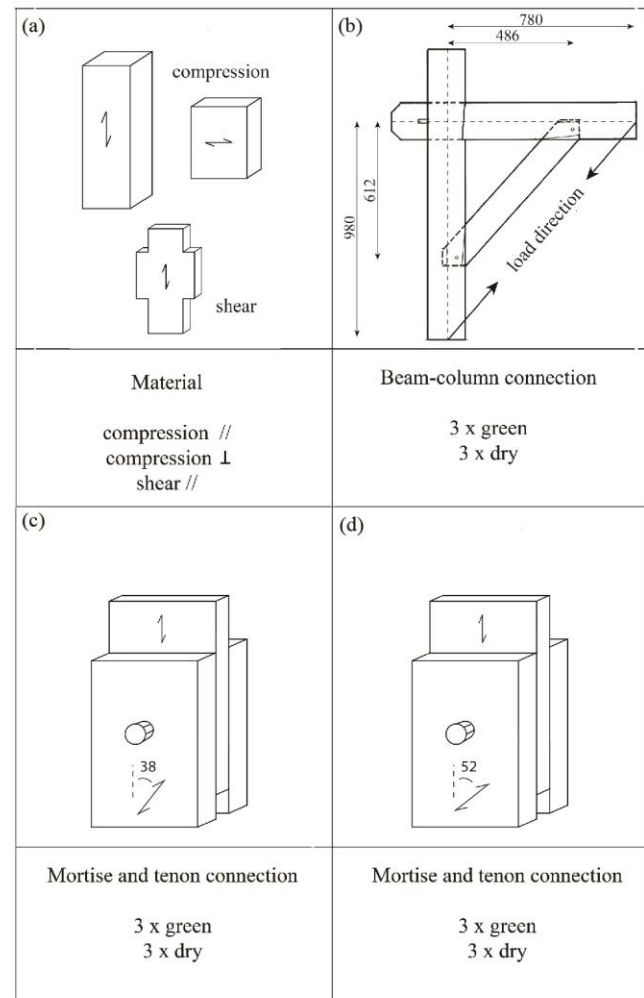 (a)
compression
shear
Material
compression //
compression ⊥
shear //
(b)
780
486
612
980
load direction
Beam-column connection
3 x green
3 x dry
(c)
38
Mortise and tenon connection
3 x green
3 x dry
(d)
52
Mortise and tenon connection
3 x green
3 x dry